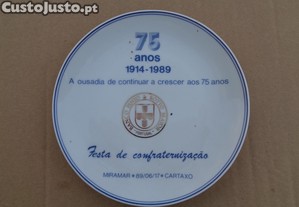 CustoJusto.pt
75
anos
1914-1989
A ousadia de continuar a crescer aos 75 anos
Festa de confraternização
MIRAMAR • 89/06/17 • CARTAXO